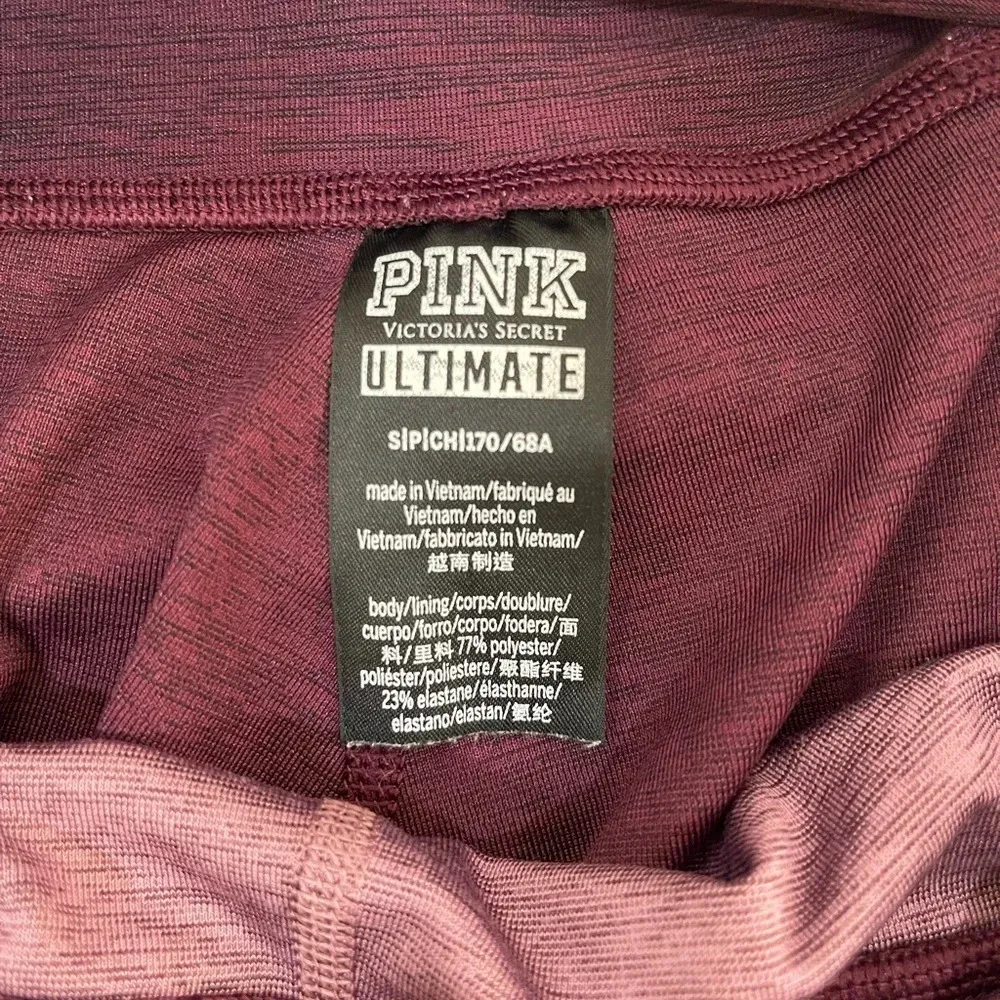 PINK
VICTORIA'S SECRET
ULTIMATE
S|P|CH|170/68A
made in Vietnam/fabriqué au
Vietnam/hecho en
Vietnam/fabbricato in Vietnam/
越南制造
body/lining/corps/doublure/
cuerpo/forro/corpo/fodera/面
料/里料 77% polyester/
poliéster/poliestere/聚酯纤维
23% elastane/élasthanne/
elastano/elastan/氨纶